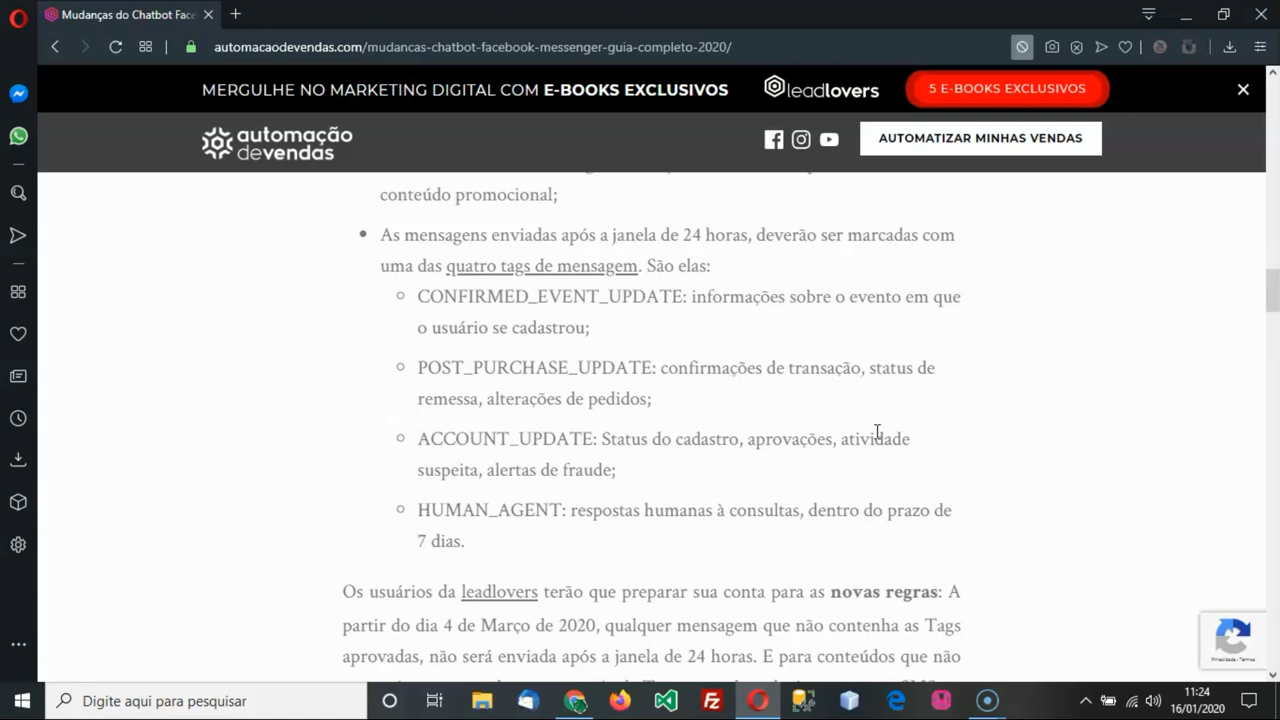 Mudanças do Chatbot Face
automacaodevendas.com/mudancas-chatbot-facebook-messenger-guia-completo-2020/
MERGULHE NO MARKETING DIGITAL COM E-BOOKS EXCLUSIVOS
leadlovers
5 E-BOOKS EXCLUSIVOS
automação
devendas
AUTOMATIZAR MINHAS VENDAS
conteúdo promocional;
As mensagens enviadas após a janela de 24 horas, deverão ser marcadas com
uma das quatro tags de mensagem. São elas:
CONFIRMED_EVENT_UPDATE: informações sobre o evento em que
o usuário se cadastrou;
POST_PURCHASE_UPDATE: confirmações de transação, status de
remessa, alterações de pedidos;
ACCOUNT_UPDATE: Status do cadastro, aprovações, atividade
suspeita, alertas de fraude;
HUMAN_AGENT: respostas humanas à consultas, dentro do prazo de
7 dias.
Os usuários da leadlovers terão que preparar sua conta para as novas regras: A
partir do dia 4 de Março de 2020, qualquer mensagem que não contenha as Tags
aprovadas, não será enviada após a janela de 24 horas. E para conteúdos que não
Privacidade - Termos
Digite aqui para pesquisar
11:24
16/01/2020